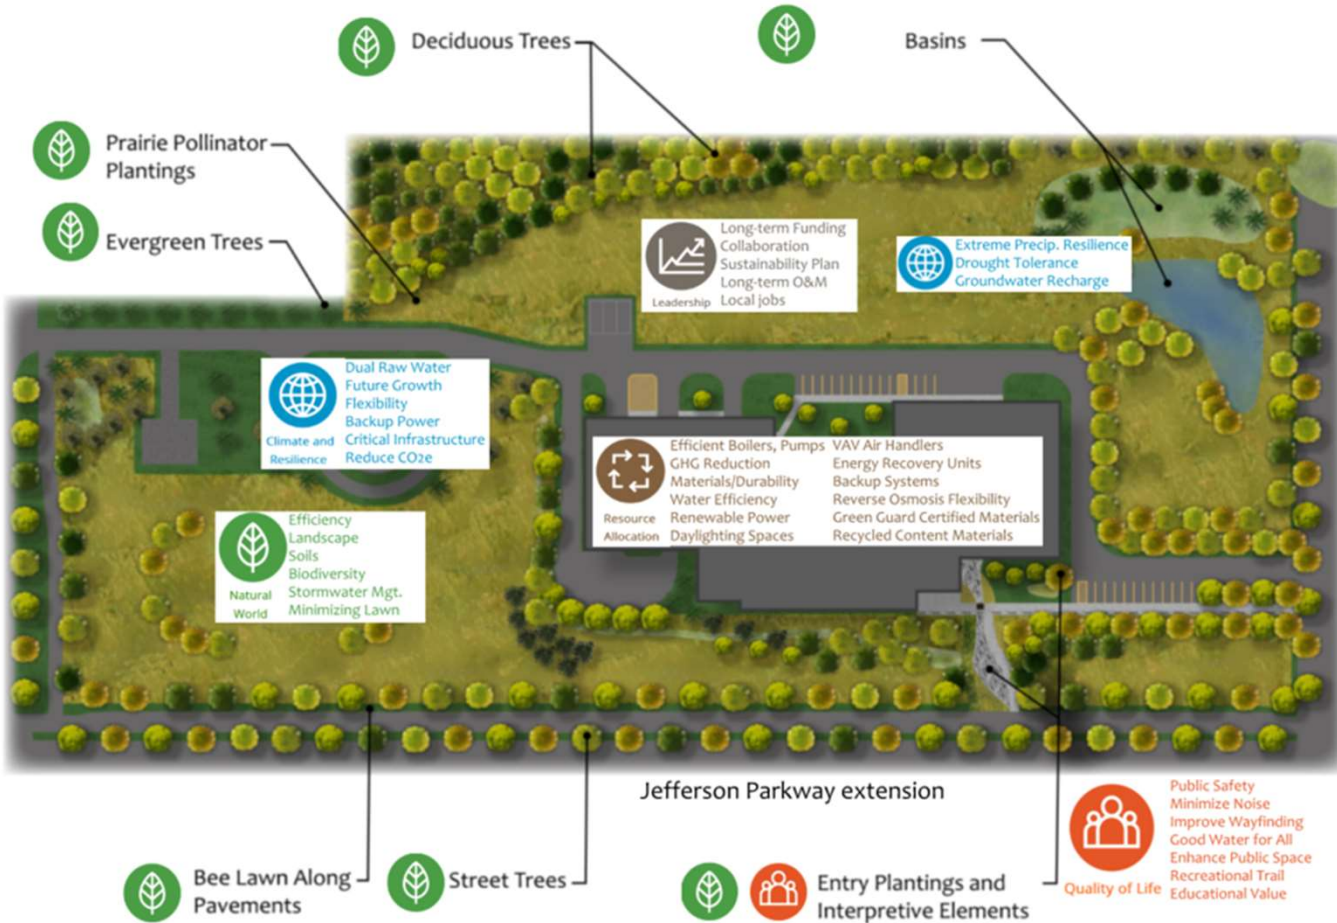 Deciduous Trees
Basins
Prairie Pollinator
Plantings
Evergreen Trees
Leadership
Long-term Funding
Collaboration
Sustainability Plan
Long-term O&M
Local jobs
Extreme Precip. Resilience
Drought Tolerance
Groundwater Recharge
Climate and
Resilience
Dual Raw Water
Future Growth
Flexibility
Backup Power
Critical Infrastructure
Reduce CO2e
Resource
Allocation
Efficient Boilers, Pumps
GHG Reduction
Materials/Durability
Water Efficiency
Renewable Power
Daylighting Spaces
VAV Air Handlers
Energy Recovery Units
Backup Systems
Reverse Osmosis Flexibility
Green Guard Certified Materials
Recycled Content Materials
Natural
World
Efficiency
Landscape
Soils
Biodiversity
Stormwater Mgt.
Minimizing Lawn
Jefferson Parkway extension
Quality of Life
Public Safety
Minimize Noise
Improve Wayfinding
Good Water for All
Enhance Public Space
Recreational Trail
Educational Value
Bee Lawn Along
Pavements
Street Trees
Entry Plantings and
Interpretive Elements